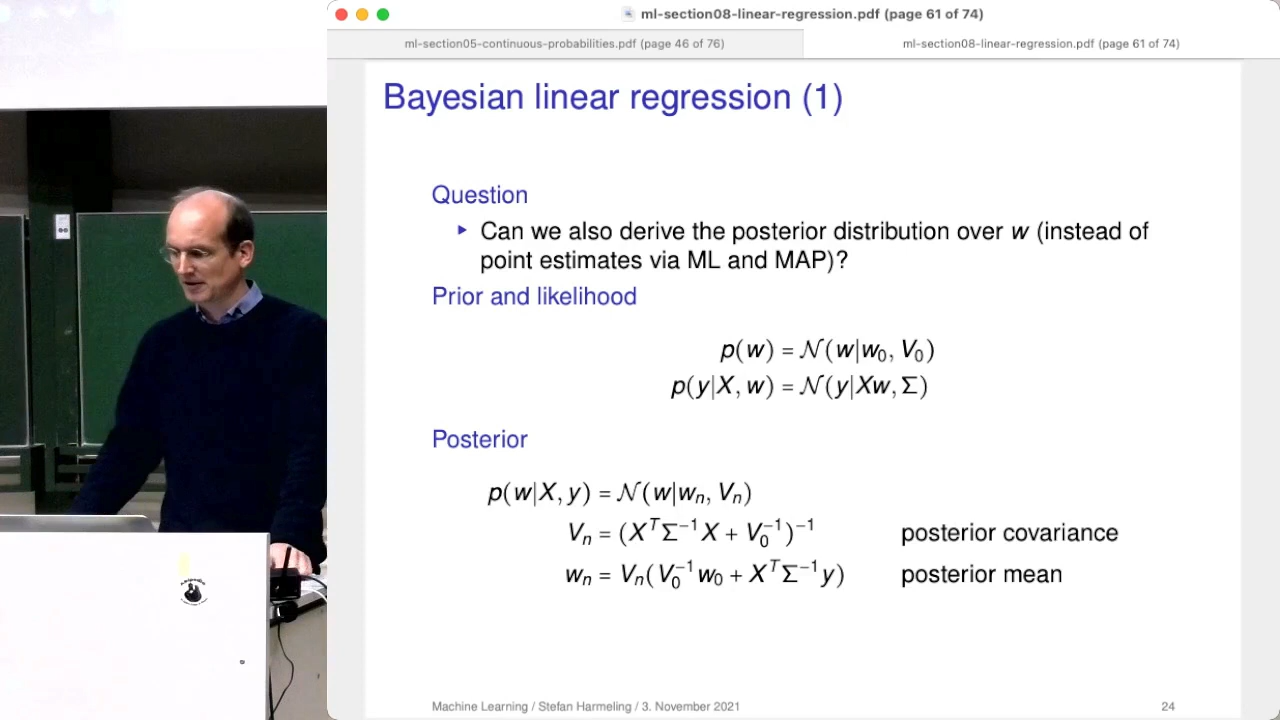 ml-section08-linear-regression.pdf (page 61 of 74)
ml-section05-continuous-probabilities.pdf (page 46 of 76)
ml-section08-linear-regression.pdf (page 61 of 74)
Bayesian linear regression (1)
Question
▸ Can we also derive the posterior distribution over w (instead of
point estimates via ML and MAP)?
Prior and likelihood
p(w) = 𝒩(w|w₀, V₀)
p(y|X, w) = 𝒩(y|Xw, Σ)
Posterior
p(w|X, y) = 𝒩(w|wₙ, Vₙ)
Vₙ = (XᵀΣ⁻¹X + V₀⁻¹)⁻¹ posterior covariance
wₙ = Vₙ(V₀⁻¹w₀ + XᵀΣ⁻¹y) posterior mean
Machine Learning / Stefan Harmeling / 3. November 2021
24